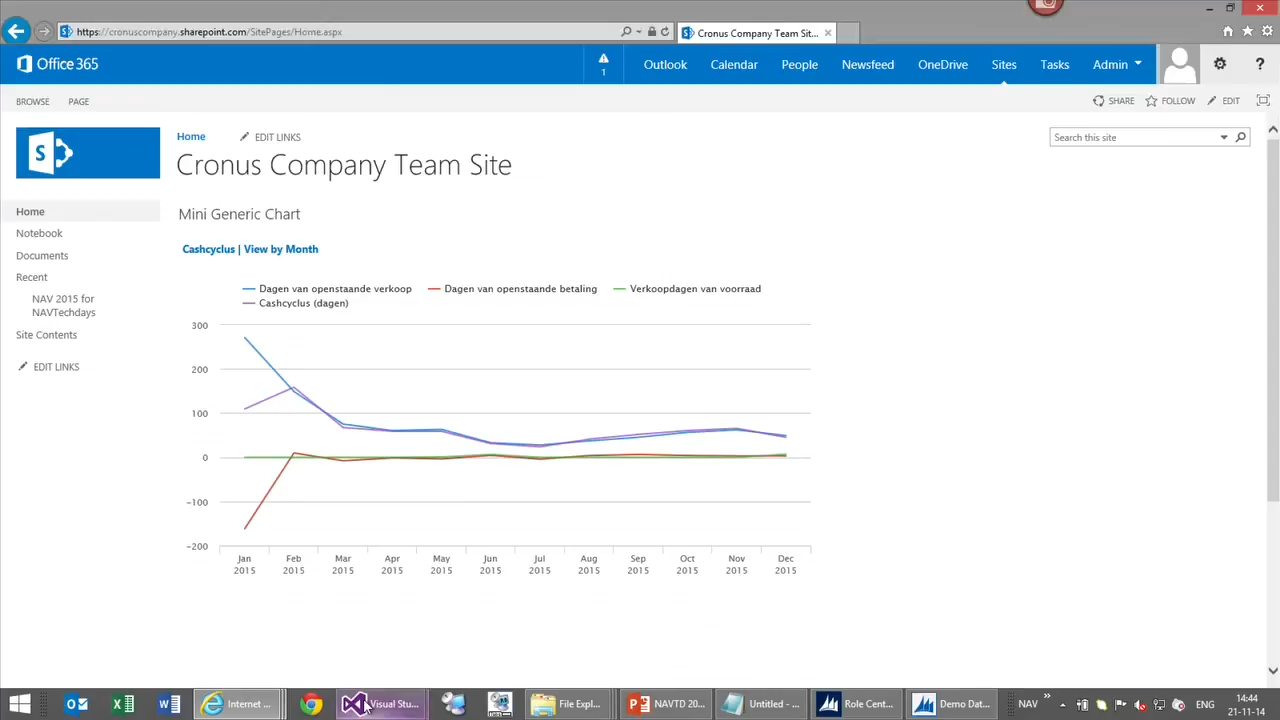 https://cronuscompany.sharepoint.com/SitePages/Home.aspx
Cronus Company Team Sit...
Office 365
1
Outlook
Calendar
People
Newsfeed
OneDrive
Sites
Tasks
Admin
?
BROWSE
PAGE
SHARE
FOLLOW
EDIT
S
Home
EDIT LINKS
Search this site
Cronus Company Team Site
Home
Notebook
Documents
Recent
NAV 2015 for
NAVTechdays
Site Contents
EDIT LINKS
Mini Generic Chart
Cashcyclus | View by Month
Dagen van openstaande verkoop
Dagen van openstaande betaling
Verkoopdagen van voorraad
Cashcyclus (dagen)
300
200
100
0
-100
-200
Jan 2015
Feb 2015
Mar 2015
Apr 2015
May 2015
Jun 2015
Jul 2015
Aug 2015
Sep 2015
Oct 2015
Nov 2015
Dec 2015
Internet ...
Visual Stu...
File Expl...
NAVTD 20...
Untitled - ...
Role Cent...
Demo Dat...
NAV
ENG
14:44
21-11-14